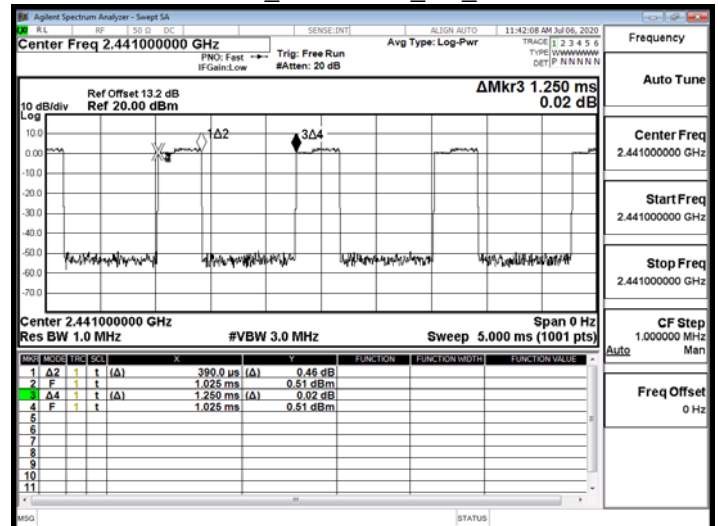 Agilent Spectrum Analyzer - Swept SA
RL RF 50 Ω DC SENSE:INT ALIGN AUTO 11:42:08 AM Jul 06, 2020
Center Freq 2.441000000 GHz
PNO: Fast
IFGain:Low
Trig: Free Run
#Atten: 20 dB
Avg Type: Log-Pwr
TRACE 1 2 3 4 5 6
TYPE WWWWWW
DET P N N N N N
Frequency
Auto Tune
Center Freq
2.441000000 GHz
Start Freq
2.441000000 GHz
Stop Freq
2.441000000 GHz
CF Step
1.000000 MHz
Auto Man
Freq Offset
0 Hz
ΔMkr3 1.250 ms
0.02 dB
Ref Offset 13.2 dB
10 dB/div Ref 20.00 dBm
Log
10.0
0.00
-10.0
-20.0
-30.0
-40.0
-50.0
-60.0
-70.0
1Δ2
3Δ4
Center 2.441000000 GHz Span 0 Hz
Res BW 1.0 MHz #VBW 3.0 MHz Sweep 5.000 ms (1001 pts)
MKR MODE TRC SCL X Y FUNCTION FUNCTION WIDTH FUNCTION VALUE
1 Δ2 1 t (Δ) 390.0 µs (Δ) 0.46 dB
2 F 1 t 1.025 ms 0.51 dBm
3 Δ4 1 t (Δ) 1.250 ms (Δ) 0.02 dB
4 F 1 t 1.025 ms 0.51 dBm
5
6
7
8
9
10
11
MSG STATUS